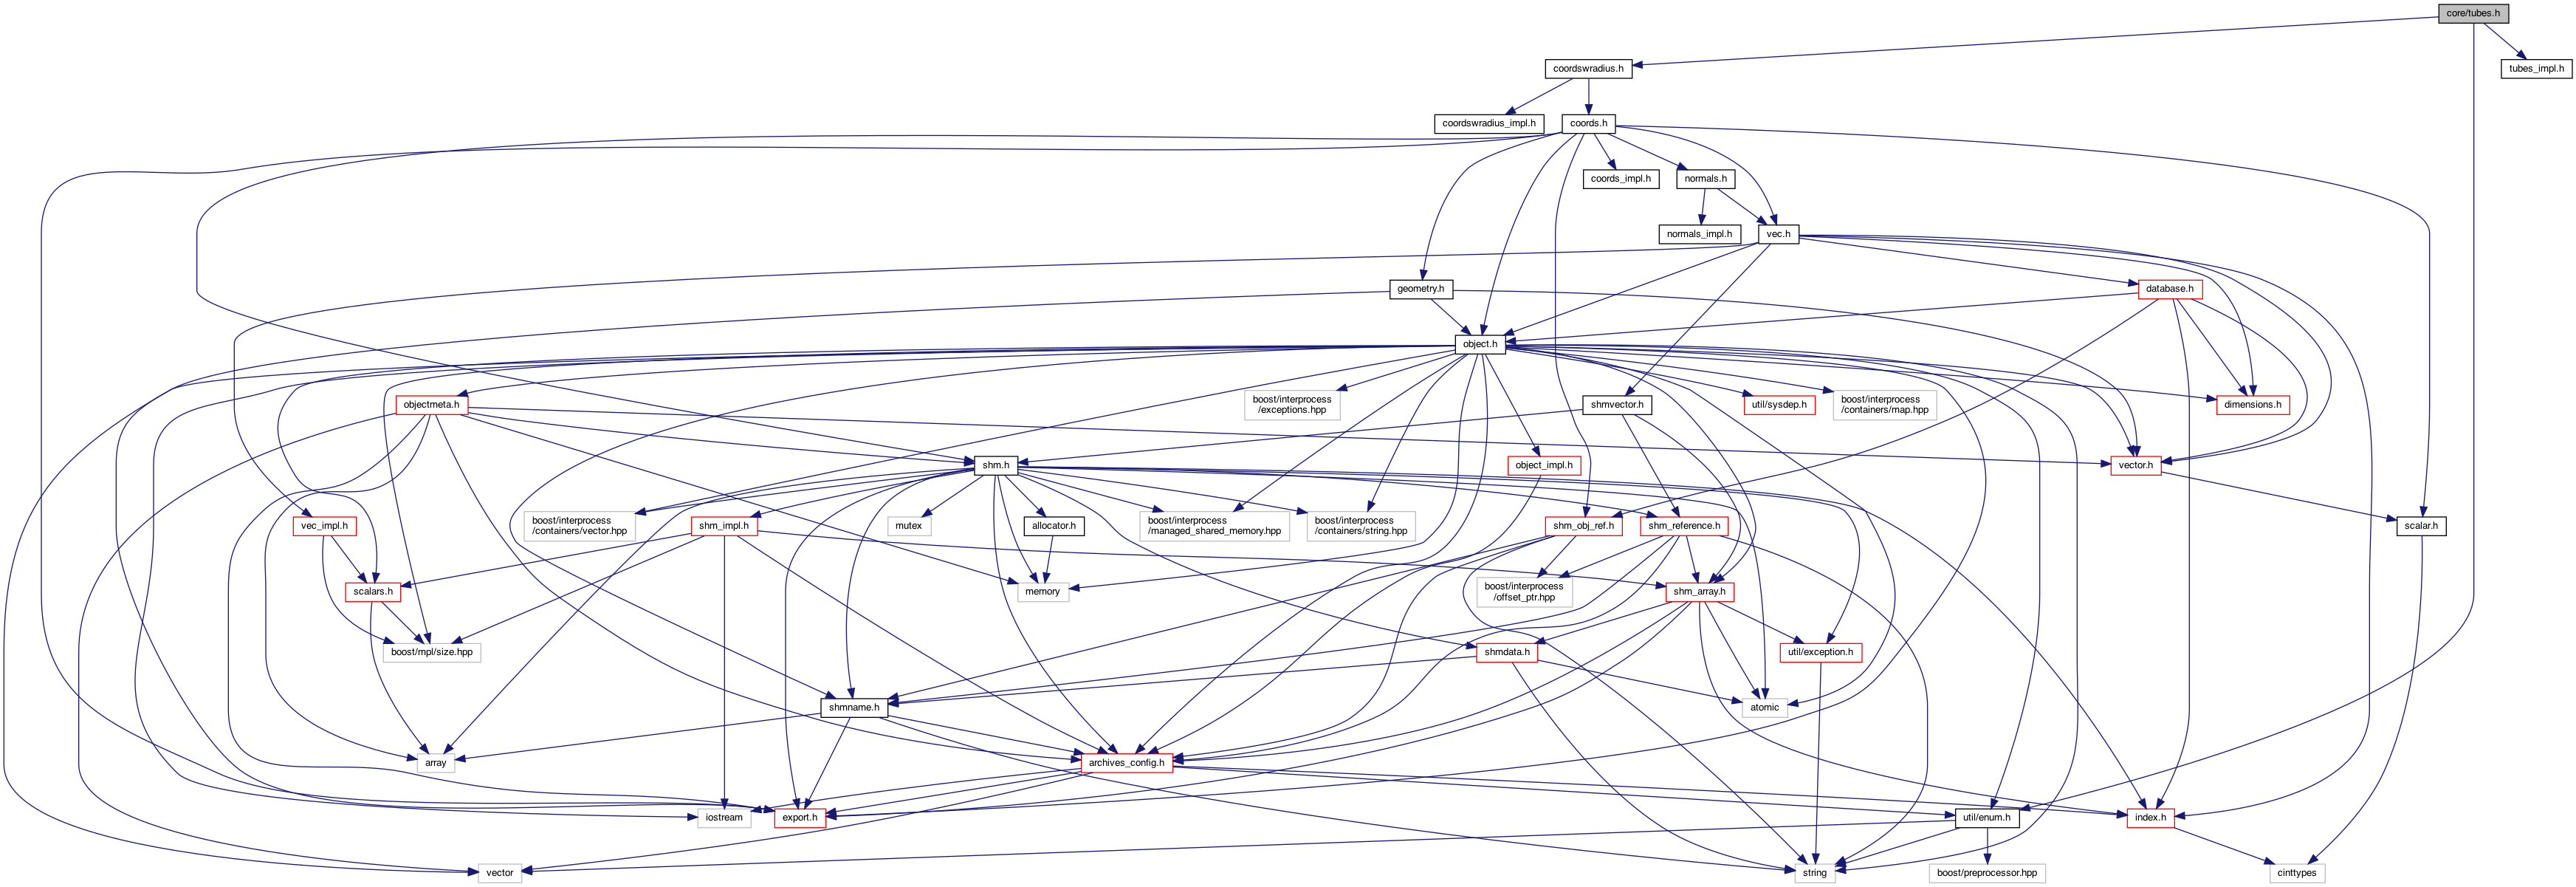 core/tubes.h
coordswradius.h
tubes_impl.h
coordswradius_impl.h
coords.h
coords_impl.h
normals.h
normals_impl.h
vec.h
geometry.h
database.h
object.h
objectmeta.h
boost/interprocess
/exceptions.hpp
shmvector.h
util/sysdep.h
boost/interprocess
/containers/map.hpp
dimensions.h
shm.h
object_impl.h
vector.h
vec_impl.h
boost/interprocess
/containers/vector.hpp
shm_impl.h
mutex
allocator.h
boost/interprocess
/managed_shared_memory.hpp
boost/interprocess
/containers/string.hpp
shm_obj_ref.h
shm_reference.h
scalar.h
scalars.h
memory
boost/interprocess
/offset_ptr.hpp
shm_array.h
boost/mpl/size.hpp
shmdata.h
util/exception.h
shmname.h
atomic
array
archives_config.h
iostream
export.h
util/enum.h
index.h
vector
string
boost/preprocessor.hpp
cinttypes